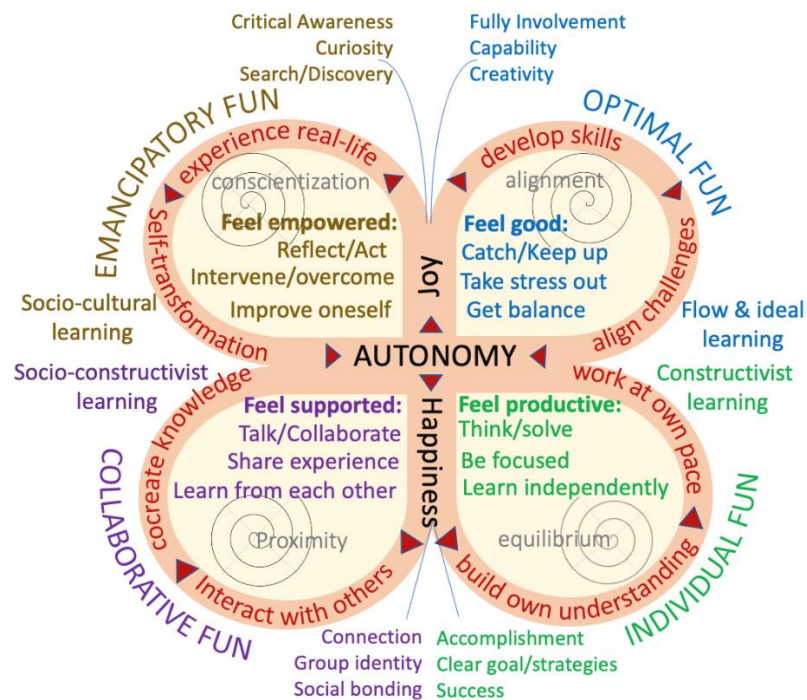 Critical Awareness
Curiosity
Search/Discovery
Fully Involvement
Capability
Creativity
EMANCIPATORY FUN
OPTIMAL FUN
experience real-life
Self-transformation
develop skills
align challenges
conscientization
Feel empowered:
Reflect/Act
Intervene/overcome
Improve oneself
alignment
Feel good:
Catch/Keep up
Take stress out
Get balance
Joy
Socio-cultural
learning
Flow & ideal
learning
AUTONOMY
Socio-constructivist
learning
Constructivist
learning
cocreate knowledge
Interact with others
work at own pace
build own understanding
Feel supported:
Talk/Collaborate
Share experience
Learn from each other
Proximity
Happiness
Feel productive:
Think/solve
Be focused
Learn independently
equilibrium
COLLABORATIVE FUN
INDIVIDUAL FUN
Connection
Group identity
Social bonding
Accomplishment
Clear goal/strategies
Success